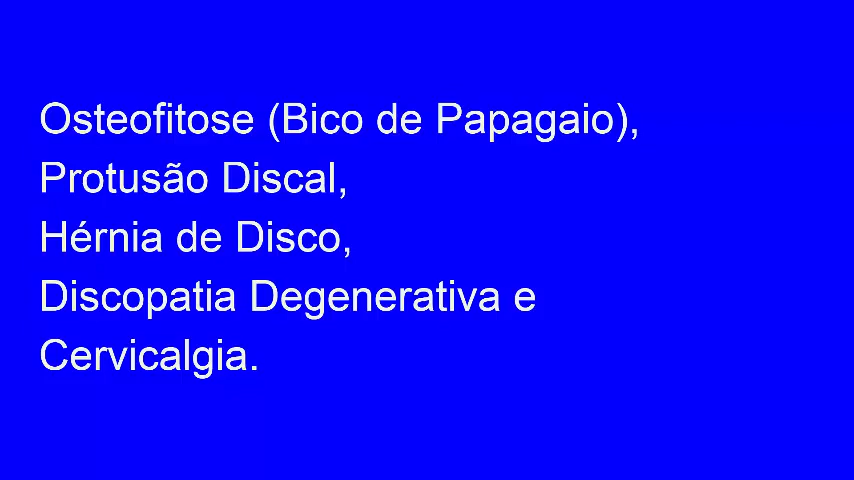 Osteofitose (Bico de Papagaio),
Protusão Discal,
Hérnia de Disco,
Discopatia Degenerativa e
Cervicalgia.